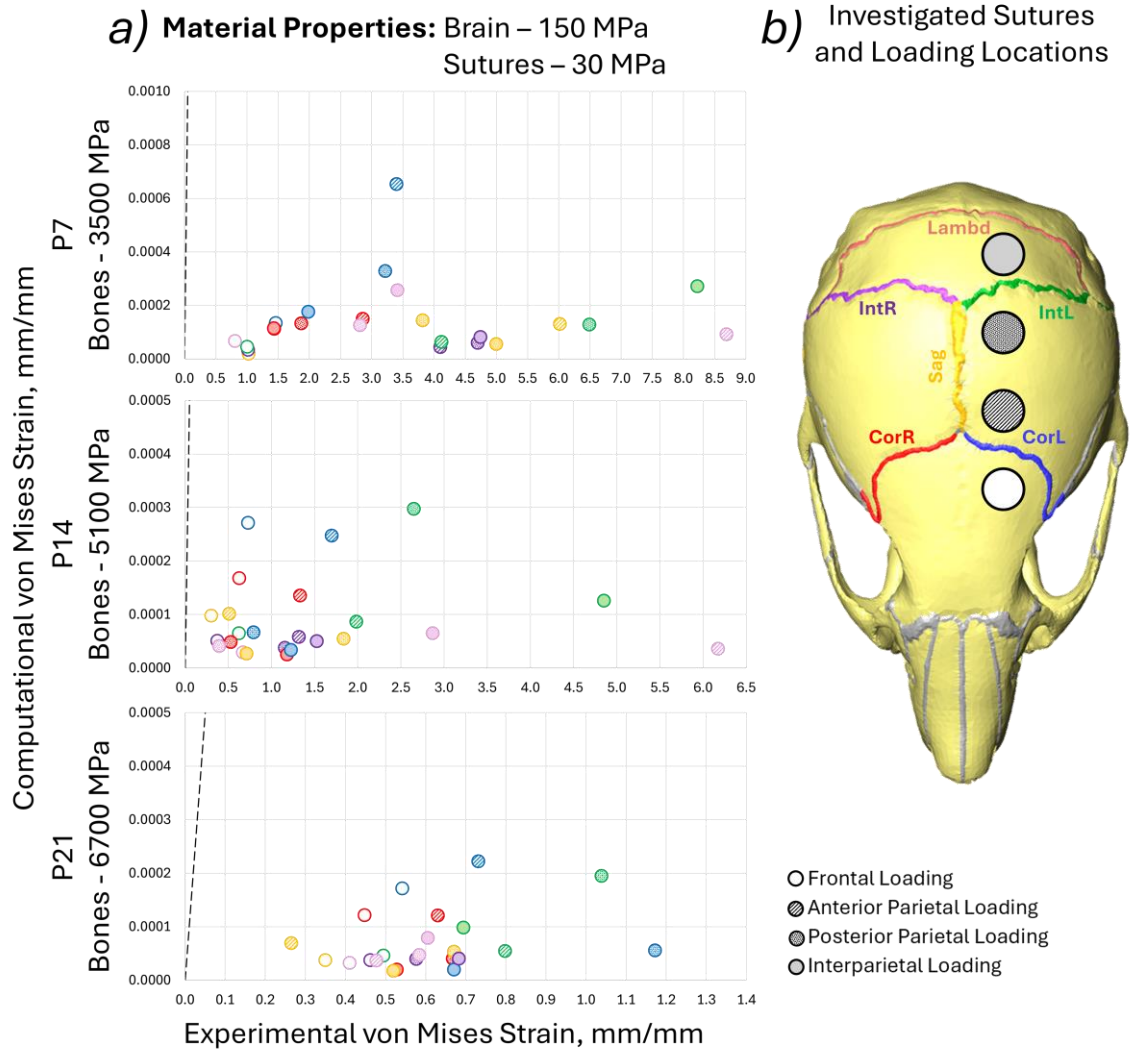 a) Material Properties: Brain – 150 MPa
Sutures – 30 MPa
b) Investigated Sutures
and Loading Locations
Computational von Mises Strain, mm/mm
P7
Bones - 3500 MPa
0.0010
0.0008
0.0006
0.0004
0.0002
0.0000
0.0 0.5 1.0 1.5 2.0 2.5 3.0 3.5 4.0 4.5 5.0 5.5 6.0 6.5 7.0 7.5 8.0 8.5 9.0
P14
Bones - 5100 MPa
0.0005
0.0004
0.0003
0.0002
0.0001
0.0000
0.0 0.5 1.0 1.5 2.0 2.5 3.0 3.5 4.0 4.5 5.0 5.5 6.0 6.5
P21
Bones - 6700 MPa
0.0005
0.0004
0.0003
0.0002
0.0001
0.0000
0.0 0.1 0.2 0.3 0.4 0.5 0.6 0.7 0.8 0.9 1.0 1.1 1.2 1.3 1.4
Experimental von Mises Strain, mm/mm
Lambd
IntR
IntL
Sag
CorR
CorL
Frontal Loading
Anterior Parietal Loading
Posterior Parietal Loading
Interparietal Loading